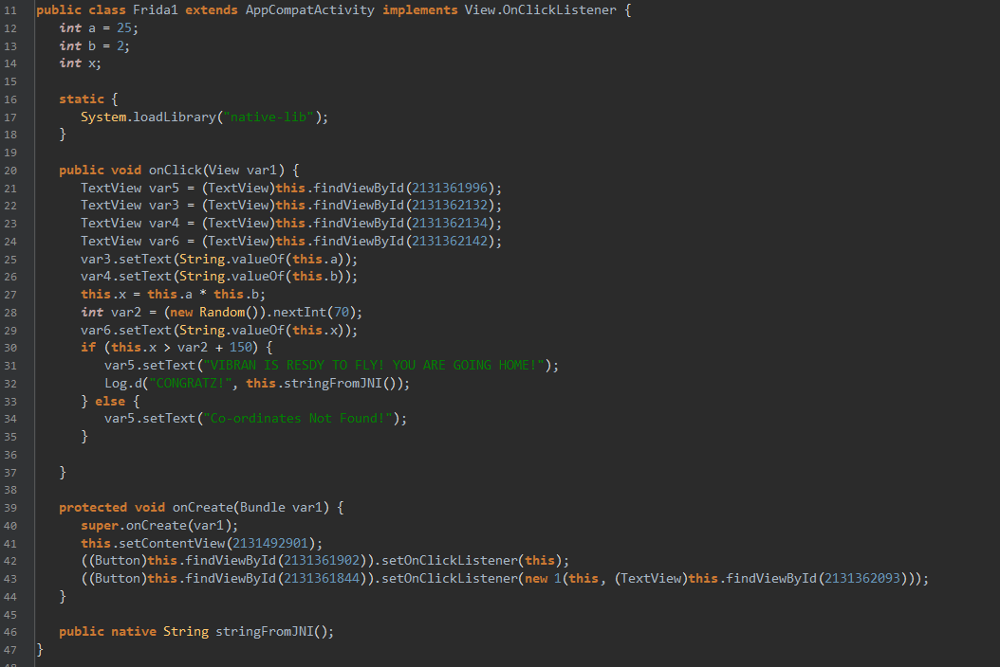 11 public class Frida1 extends AppCompatActivity implements View.OnClickListener {
12 int a = 25;
13 int b = 2;
14 int x;
15
16 static {
17 System.loadLibrary("native-lib");
18 }
19
20 public void onClick(View var1) {
21 TextView var5 = (TextView)this.findViewById(2131361996);
22 TextView var3 = (TextView)this.findViewById(2131362132);
23 TextView var4 = (TextView)this.findViewById(2131362134);
24 TextView var6 = (TextView)this.findViewById(2131362142);
25 var3.setText(String.valueOf(this.a));
26 var4.setText(String.valueOf(this.b));
27 this.x = this.a * this.b;
28 int var2 = (new Random()).nextInt(70);
29 var6.setText(String.valueOf(this.x));
30 if (this.x > var2 + 150) {
31 var5.setText("VIBRAN IS RESDY TO FLY! YOU ARE GOING HOME!");
32 Log.d("CONGRATZ!", this.stringFromJNI());
33 } else {
34 var5.setText("Co-ordinates Not Found!");
35 }
36
37 }
38
39 protected void onCreate(Bundle var1) {
40 super.onCreate(var1);
41 this.setContentView(2131492901);
42 ((Button)this.findViewById(2131361902)).setOnClickListener(this);
43 ((Button)this.findViewById(2131361844)).setOnClickListener(new 1(this, (TextView)this.findViewById(2131362093)));
44 }
45
46 public native String stringFromJNI();
47 }